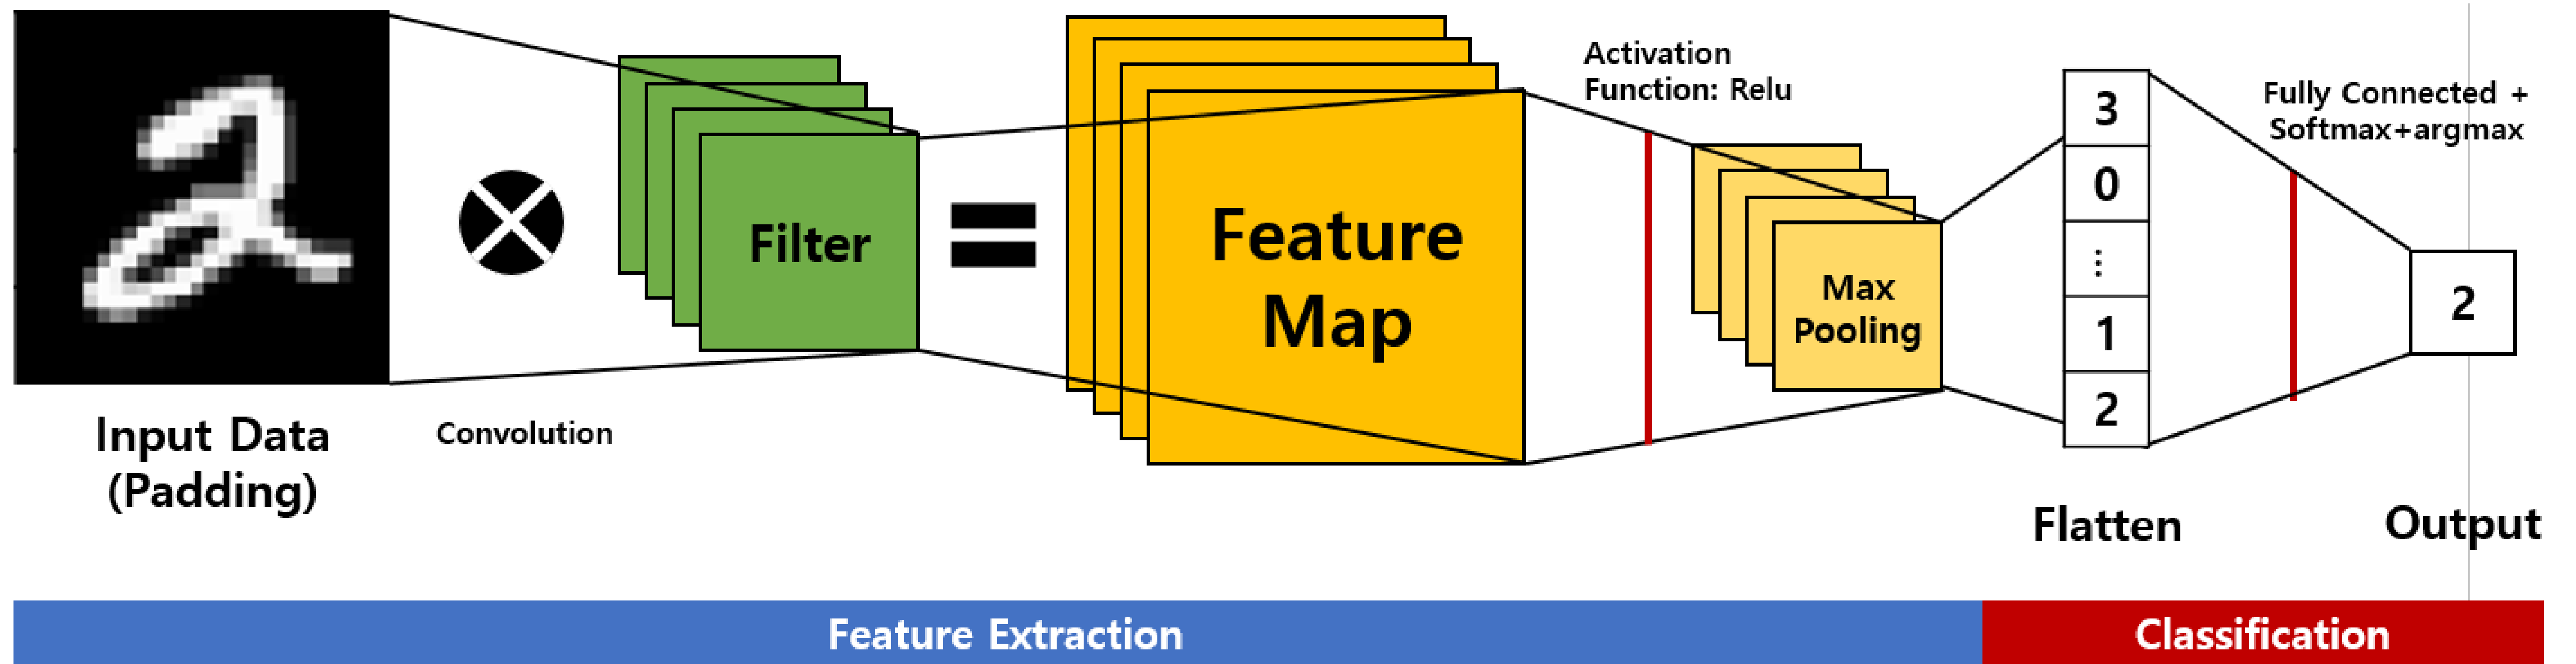 Activation
Function: Relu
Fully Connected +
Softmax+argmax
Filter
Feature
Map
Max
Pooling
3
0
⋮
1
2
2
Input Data
(Padding)
Convolution
Flatten
Output
Feature Extraction
Classification